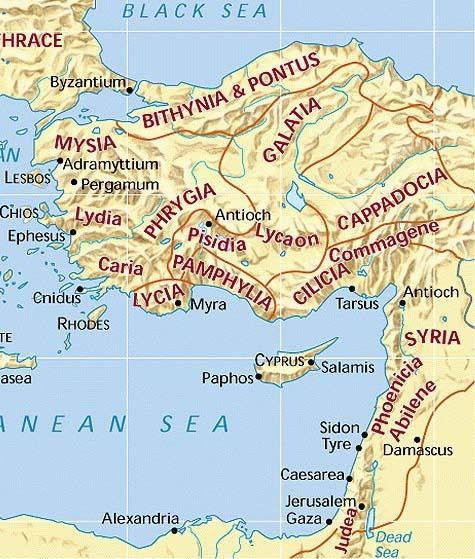 BLACK SEA
THRACE
Byzantium
BITHYNIA & PONTUS
GALATIA
MYSIA
AN
Adramyttium
LESBOS
Pergamum
PHRYGIA
CAPPADOCIA
CHIOS
Lydia
Antioch
Ephesus
Pisidia
Lycaon
Commagene
Caria
PAMPHYLIA
CILICIA
Cnidus
LYCIA
Myra
Tarsus
Antioch
RHODES
SYRIA
TE
CYPRUS
Salamis
asea
Paphos
Phoenicia
Abilene
ANEAN SEA
Sidon
Tyre
Damascus
Caesarea
Jerusalem
Alexandria
Gaza
Judea
Dead
Sea